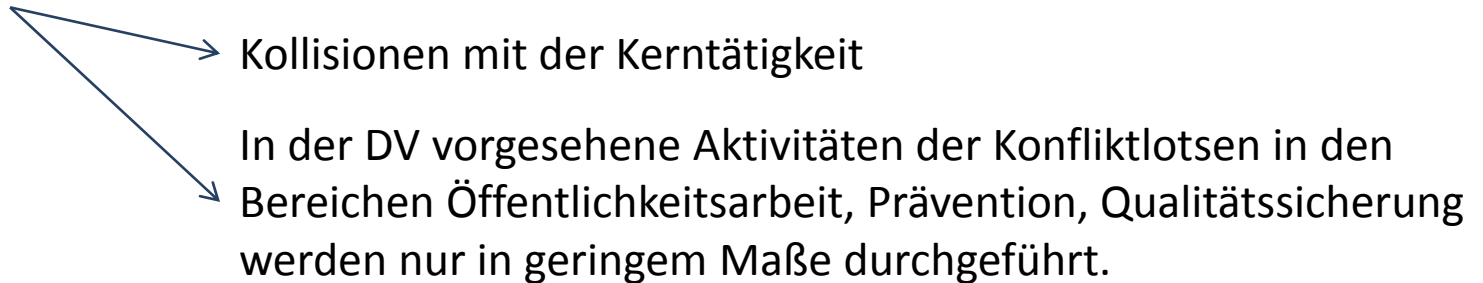 Kollisionen mit der Kerntätigkeit
In der DV vorgesehene Aktivitäten der Konfliktlotsen in den
Bereichen Öffentlichkeitsarbeit, Prävention, Qualitätssicherung
werden nur in geringem Maße durchgeführt.